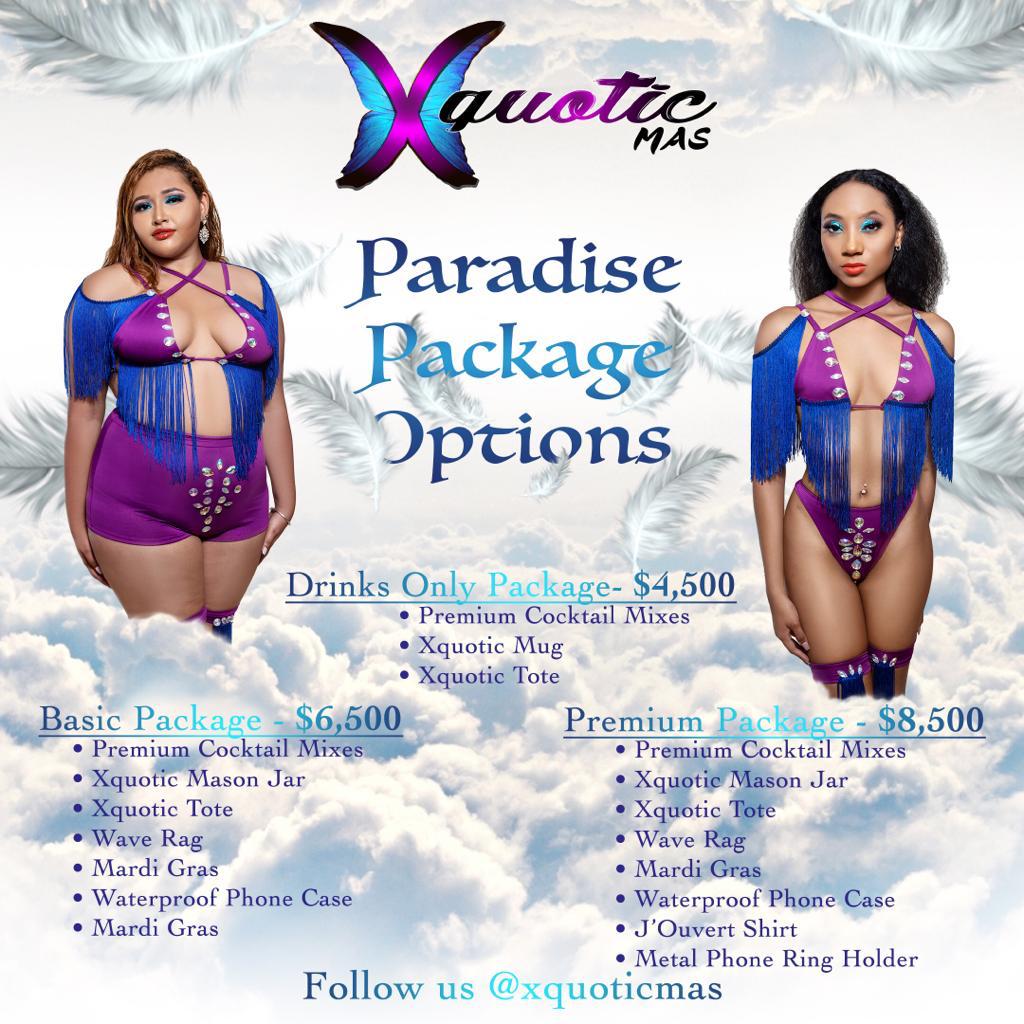 Xquotic
MAS
Paradise
Package
Options
Drinks Only Package- $4,500
• Premium Cocktail Mixes
• Xquotic Mug
• Xquotic Tote
Basic Package - $6,500
• Premium Cocktail Mixes
• Xquotic Mason Jar
• Xquotic Tote
• Wave Rag
• Mardi Gras
• Waterproof Phone Case
• Mardi Gras
Premium Package - $8,500
• Premium Cocktail Mixes
• Xquotic Mason Jar
• Xquotic Tote
• Wave Rag
• Mardi Gras
• Waterproof Phone Case
• J'Ouvert Shirt
• Metal Phone Ring Holder
Follow us @xquoticmas